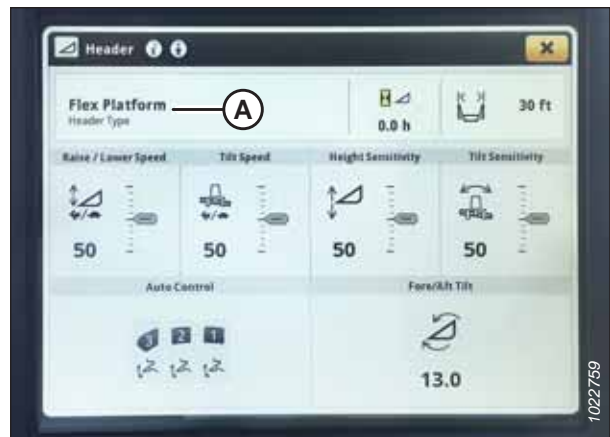 Header
Flex Platform
A
Header Type
0.0 h
30 ft
Raise / Lower Speed
Tilt Speed
Height Sensitivity
Tilt Sensitivity
50
50
50
50
Auto Control
Fore/Aft Tilt
3 2 1
13.0
1022759